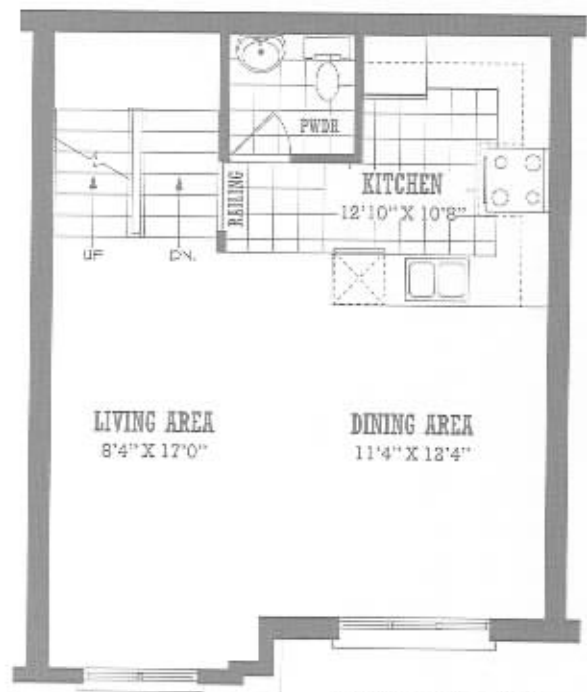 PWDR
KITCHEN
12'10" X 10'8"
RAILING
UP
DN.
LIVING AREA
8'4" X 17'0"
DINING AREA
11'4" X 12'4"